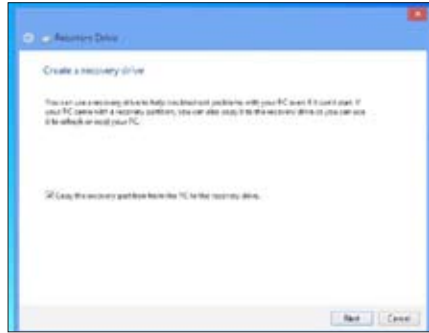 Recovery Drive
Create a recovery drive
You can use a recovery drive to help troubleshoot problems with your PC even if it can't start. If
your PC came with a recovery partition, you can also copy it to the recovery drive so you can use
it to refresh or reset your PC.
Copy the recovery partition from the PC to the recovery drive.
Next Cancel